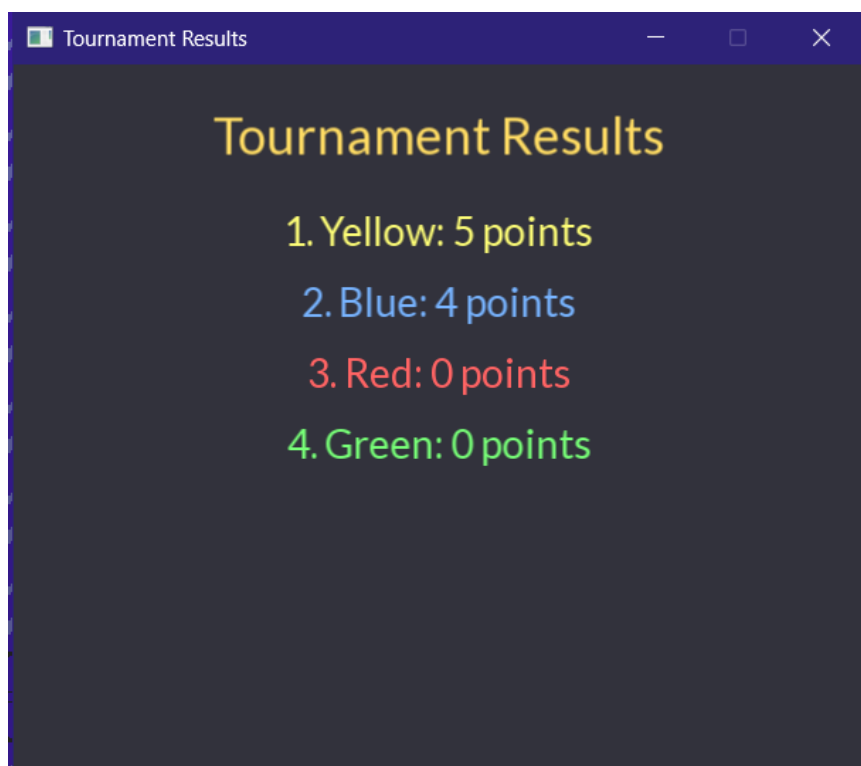 Tournament Results
Tournament Results
1. Yellow: 5 points
2. Blue: 4 points
3. Red: 0 points
4. Green: 0 points